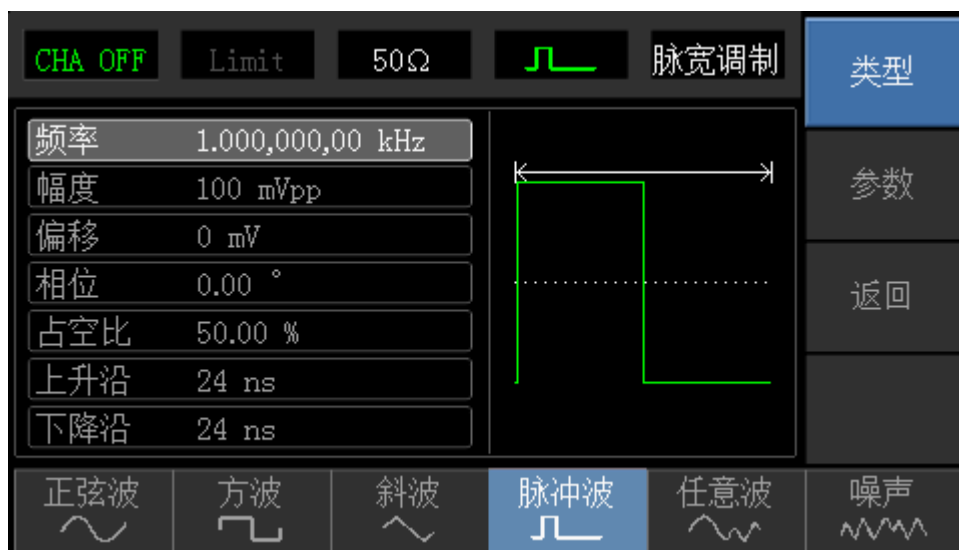 CHA OFF Limit 50Ω 脉宽调制 类型
频率 1.000,000,00 kHz
幅度 100 mVpp
偏移 0 mV
相位 0.00 °
占空比 50.00 %
上升沿 24 ns
下降沿 24 ns
参数
返回
正弦波 方波 斜波 脉冲波 任意波 噪声